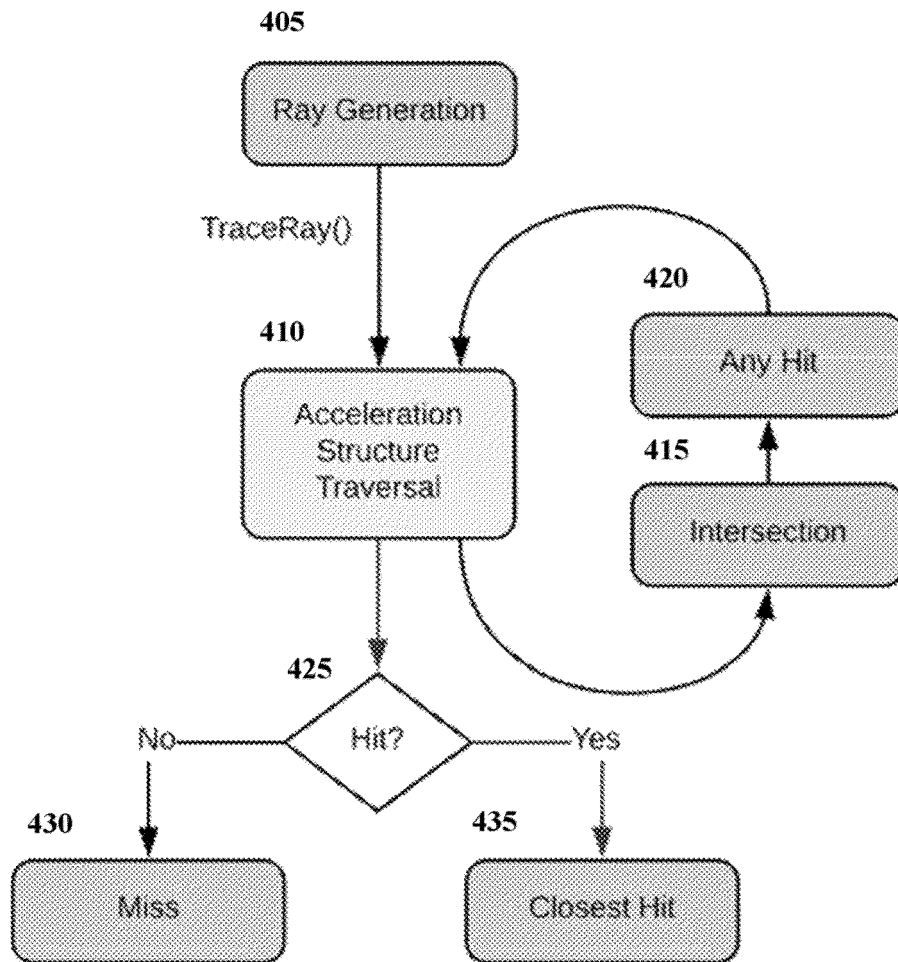 405
Ray Generation
TraceRay()
420
410
Any Hit
Acceleration
Structure
Traversal
415
Intersection
425
Hit?
No
Yes
430
435
Miss
Closest Hit